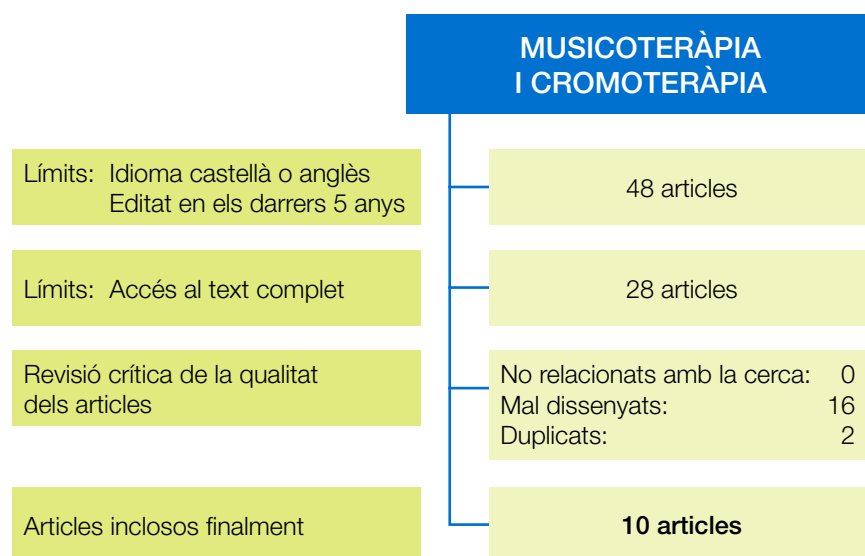 MUSICOTERÀPIA
I CROMOTERÀPIA
Límits: Idioma castellà o anglès
Editat en els darrers 5 anys
48 articles
Límits: Accés al text complet
28 articles
Revisió crítica de la qualitat
dels articles
No relacionats amb la cerca: 0
Mal dissenyats: 16
Duplicats: 2
Articles inclosos finalment
10 articles